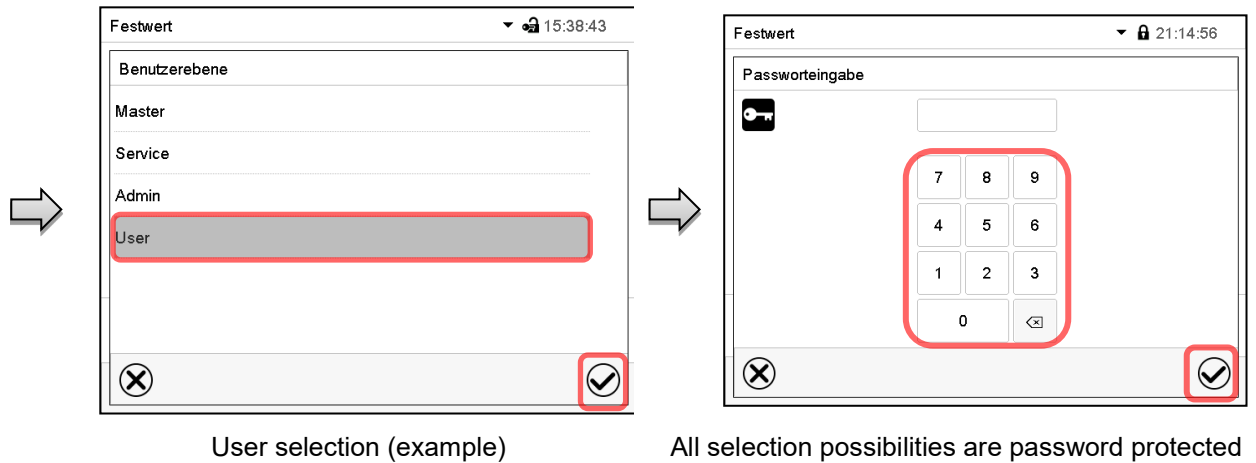 Festwert 15:38:43
Benutzerebene
Master
Service
Admin
User
User selection (example)
Festwert 21:14:56
Passworteingabe
7 8 9
4 5 6
1 2 3
0
All selection possibilities are password protected